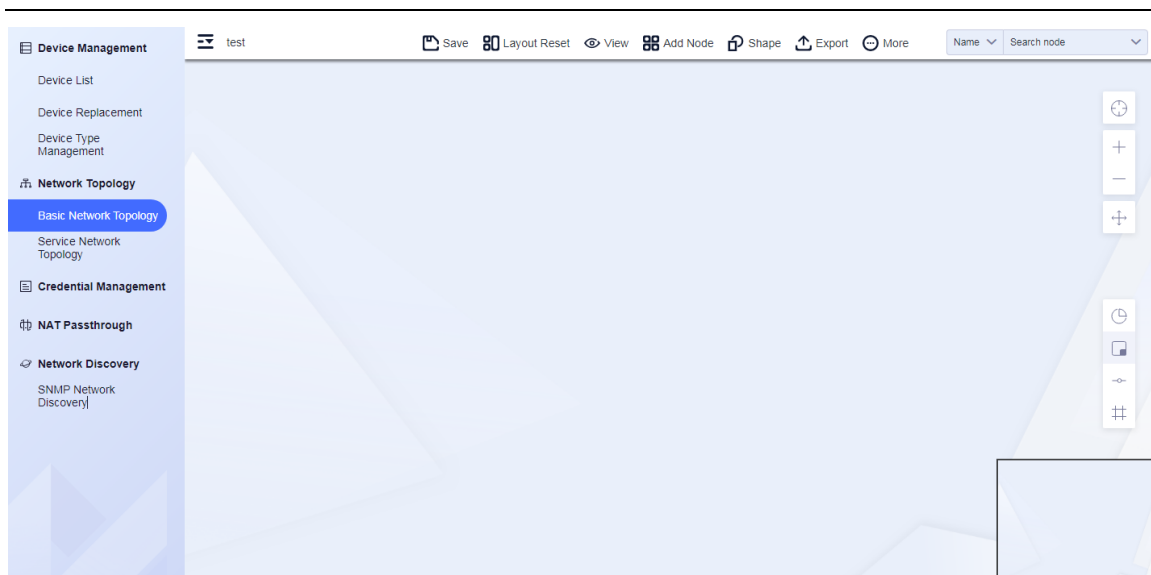 Device Management
Device List
Device Replacement
Device Type
Management
Network Topology
Basic Network Topology
Service Network
Topology
Credential Management
NAT Passthrough
Network Discovery
SNMP Network
Discovery
test
Save Layout Reset View Add Node Shape Export More
Name Search node